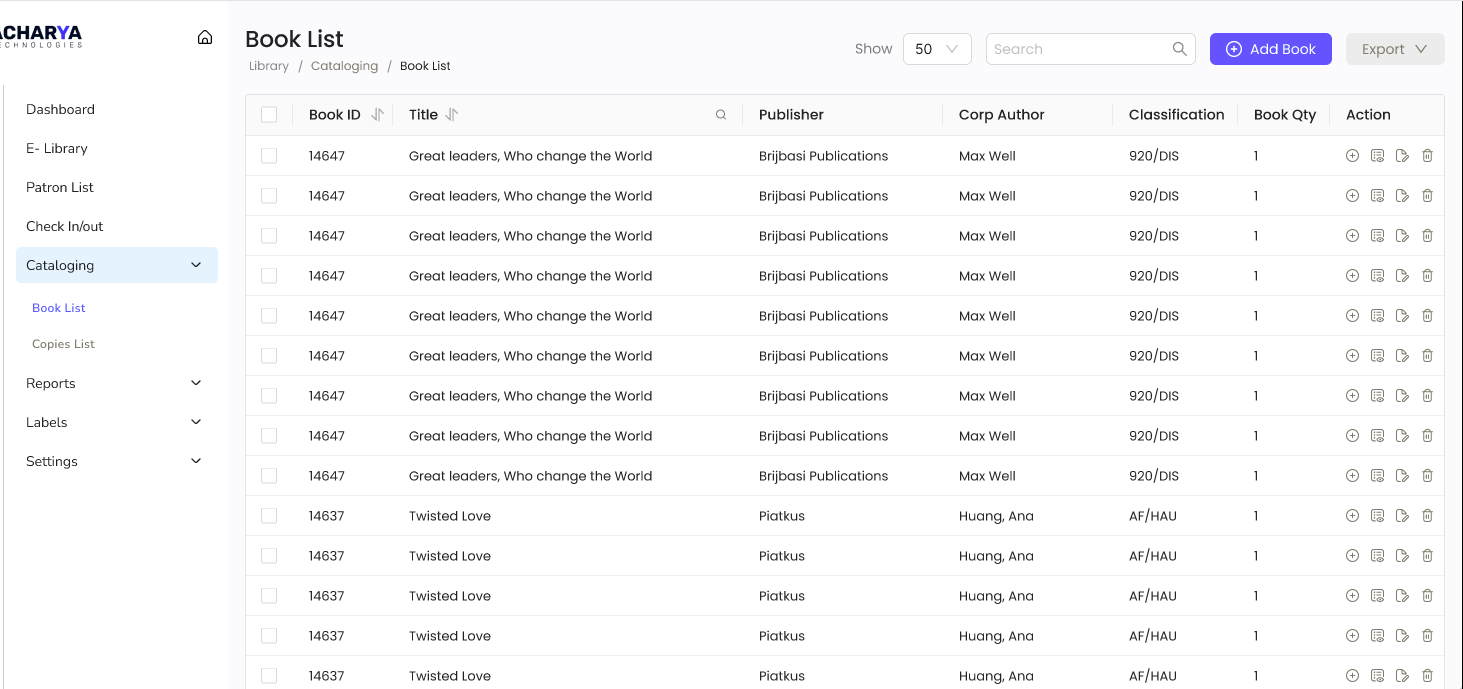 ACHARYA
TECHNOLOGIES
Dashboard
E- Library
Patron List
Check In/out
Cataloging
Book List
Copies List
Reports
Labels
Settings
Book List
Library / Cataloging / Book List
Show 50 Search Add Book Export
Book ID Title Publisher Corp Author Classification Book Qty Action
14647 Great leaders, Who change the World Brijbasi Publications Max Well 920/DIS 1
14647 Great leaders, Who change the World Brijbasi Publications Max Well 920/DIS 1
14647 Great leaders, Who change the World Brijbasi Publications Max Well 920/DIS 1
14647 Great leaders, Who change the World Brijbasi Publications Max Well 920/DIS 1
14647 Great leaders, Who change the World Brijbasi Publications Max Well 920/DIS 1
14647 Great leaders, Who change the World Brijbasi Publications Max Well 920/DIS 1
14647 Great leaders, Who change the World Brijbasi Publications Max Well 920/DIS 1
14647 Great leaders, Who change the World Brijbasi Publications Max Well 920/DIS 1
14647 Great leaders, Who change the World Brijbasi Publications Max Well 920/DIS 1
14637 Twisted Love Piatkus Huang, Ana AF/HAU 1
14637 Twisted Love Piatkus Huang, Ana AF/HAU 1
14637 Twisted Love Piatkus Huang, Ana AF/HAU 1
14637 Twisted Love Piatkus Huang, Ana AF/HAU 1
14637 Twisted Love Piatkus Huang, Ana AF/HAU 1